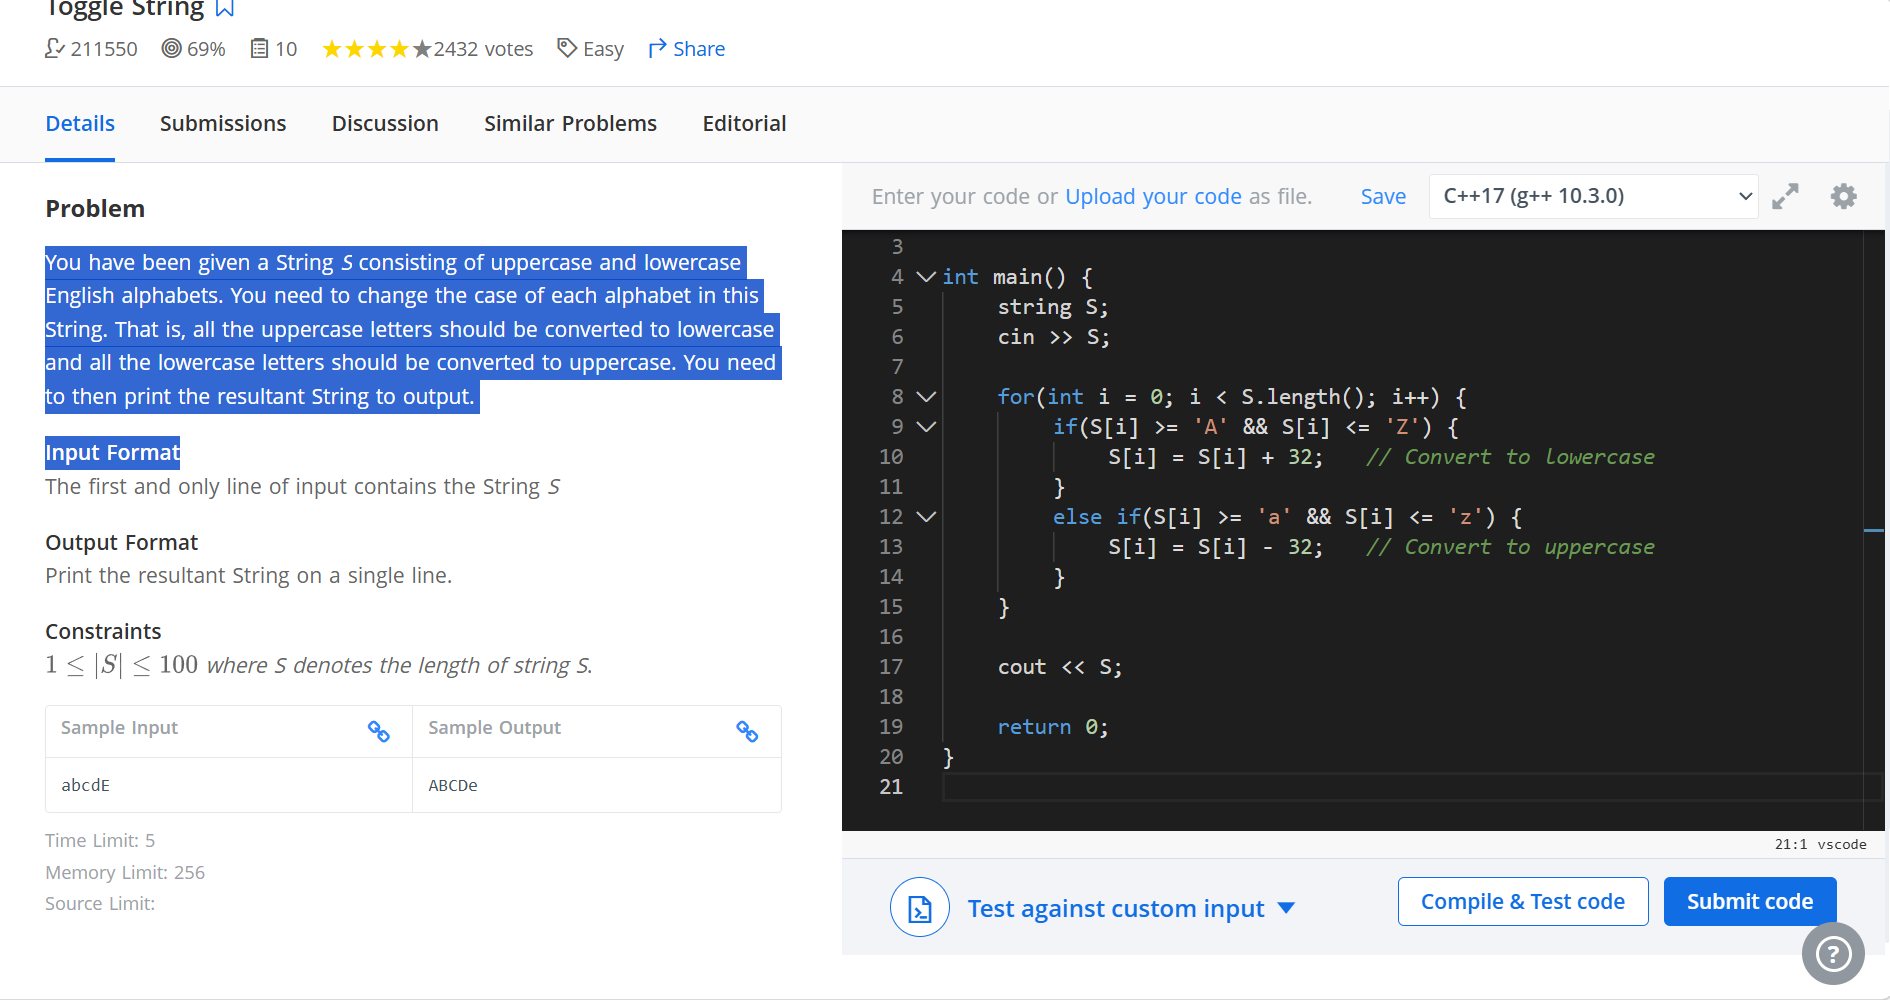 Toggle String
211550 69% 10 2432 votes Easy Share
Details Submissions Discussion Similar Problems Editorial
Problem
You have been given a String S consisting of uppercase and lowercase
English alphabets. You need to change the case of each alphabet in this
String. That is, all the uppercase letters should be converted to lowercase
and all the lowercase letters should be converted to uppercase. You need
to then print the resultant String to output.
Input Format
The first and only line of input contains the String S
Output Format
Print the resultant String on a single line.
Constraints
1 ≤ |S| ≤ 100 where S denotes the length of string S.
Sample Input Sample Output
abcdE ABCDe
Time Limit: 5
Memory Limit: 256
Source Limit:
Enter your code or Upload your code as file. Save C++17 (g++ 10.3.0)
3
4 int main() {
5 string S;
6 cin >> S;
7
8 for(int i = 0; i < S.length(); i++) {
9 if(S[i] >= 'A' && S[i] <= 'Z') {
10 S[i] = S[i] + 32; // Convert to lowercase
11 }
12 else if(S[i] >= 'a' && S[i] <= 'z') {
13 S[i] = S[i] - 32; // Convert to uppercase
14 }
15 }
16
17 cout << S;
18
19 return 0;
20 }
21
21:1 vscode
Test against custom input Compile & Test code Submit code
?